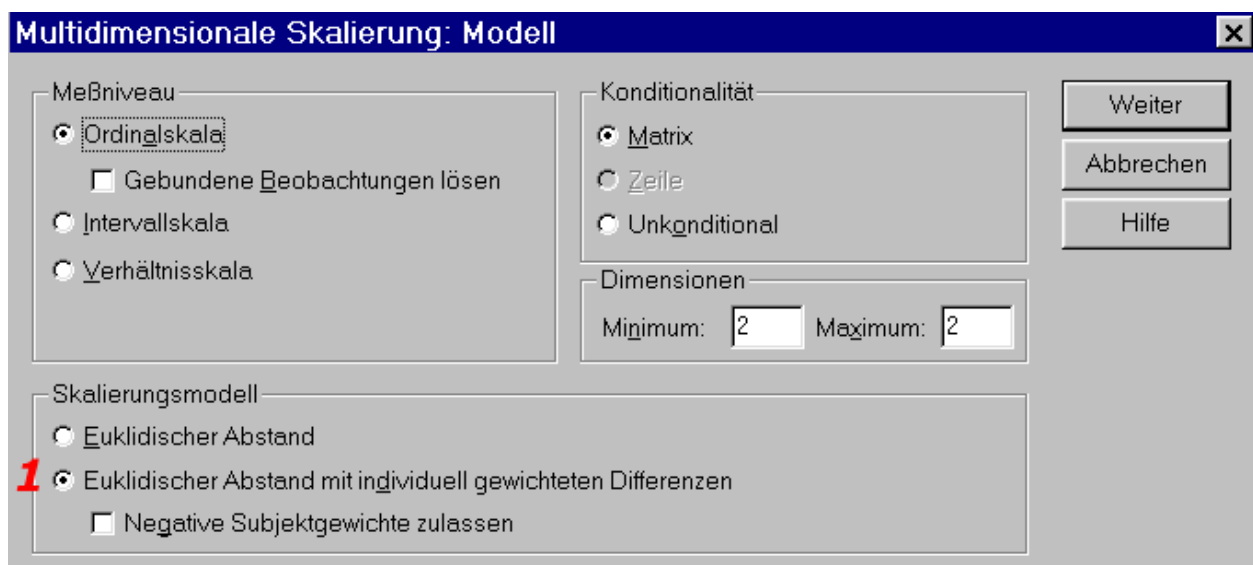 Multidimensionale Skalierung: Modell
Meßniveau
Ordinalskala
Gebundene Beobachtungen lösen
Intervallskala
Verhältnisskala
Konditionalität
Matrix
Zeile
Unkonditional
Dimensionen
Minimum: 2 Maximum: 2
Weiter
Abbrechen
Hilfe
Skalierungsmodell
Euklidischer Abstand
1 Euklidischer Abstand mit individuell gewichteten Differenzen
Negative Subjektgewichte zulassen